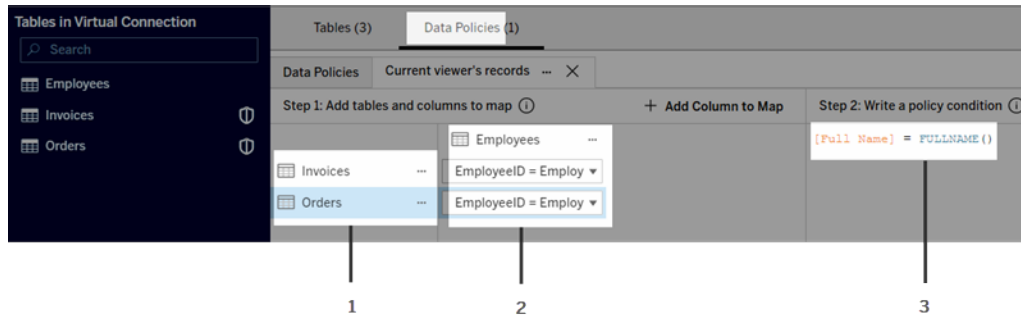 Tables in Virtual Connection
Search
Employees
Invoices
Orders
Tables (3)
Data Policies (1)
Data Policies
Current viewer's records
Step 1: Add tables and columns to map
+ Add Column to Map
Step 2: Write a policy condition
Employees
Invoices
EmployeeID = Employ
Orders
EmployeeID = Employ
[Full Name] = FULLNAME()
1
2
3